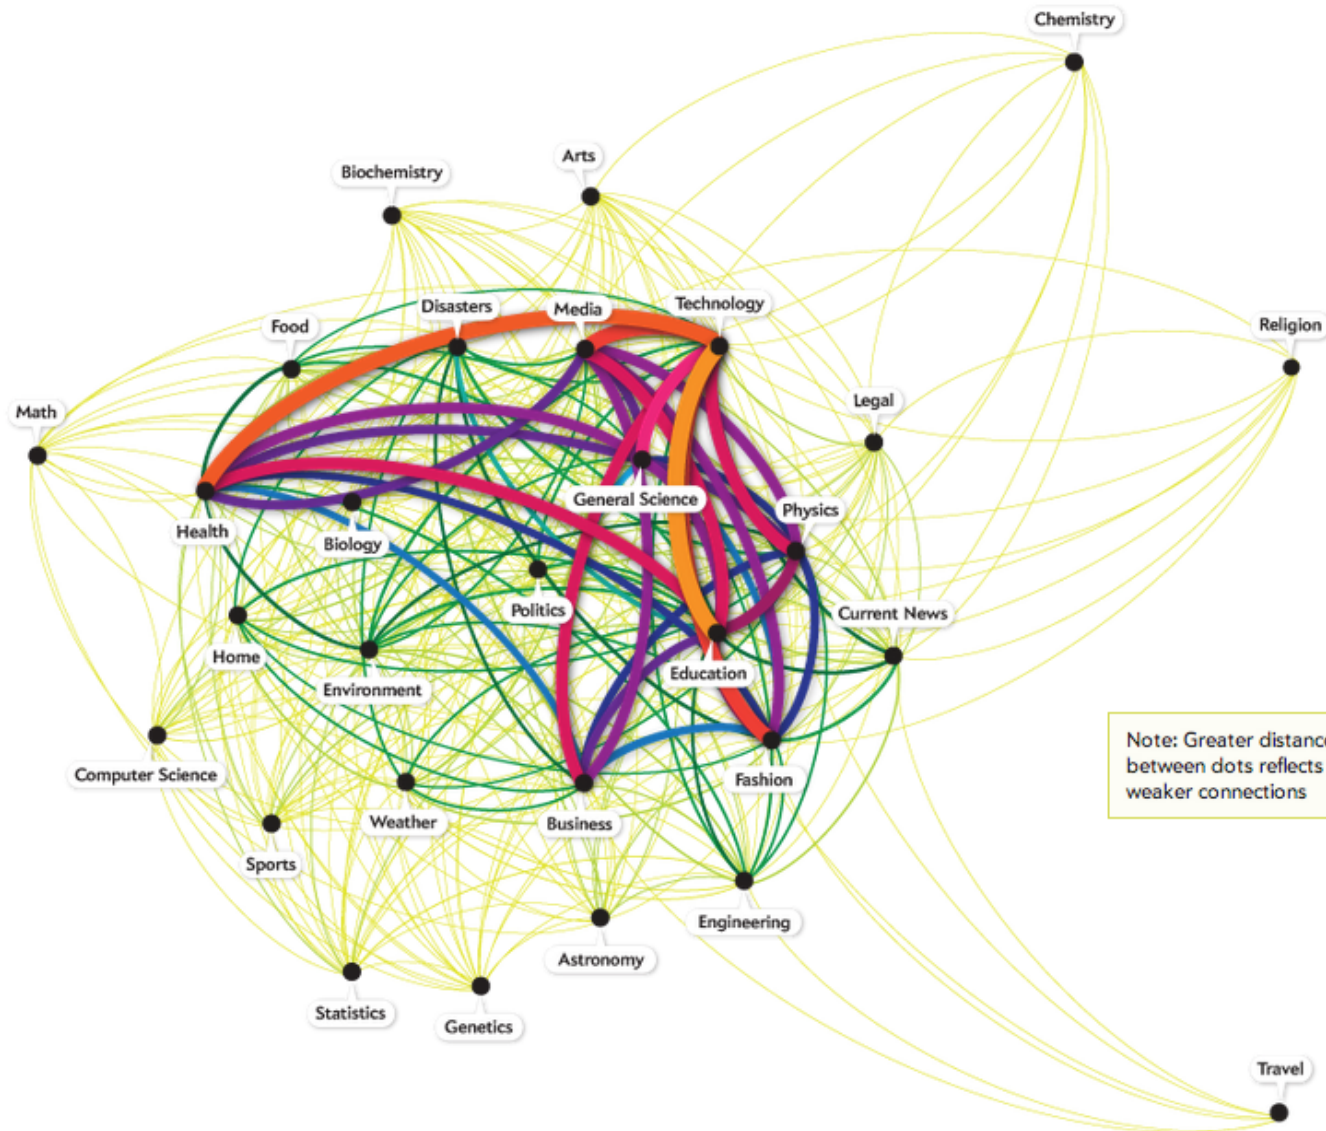 Chemistry
Arts
Biochemistry
Disasters
Media
Technology
Food
Religion
Math
Legal
General Science
Physics
Health
Biology
Politics
Current News
Home
Education
Environment
Note: Greater distance
between dots reflects
weaker connections
Computer Science
Fashion
Weather
Business
Sports
Engineering
Astronomy
Statistics
Genetics
Travel